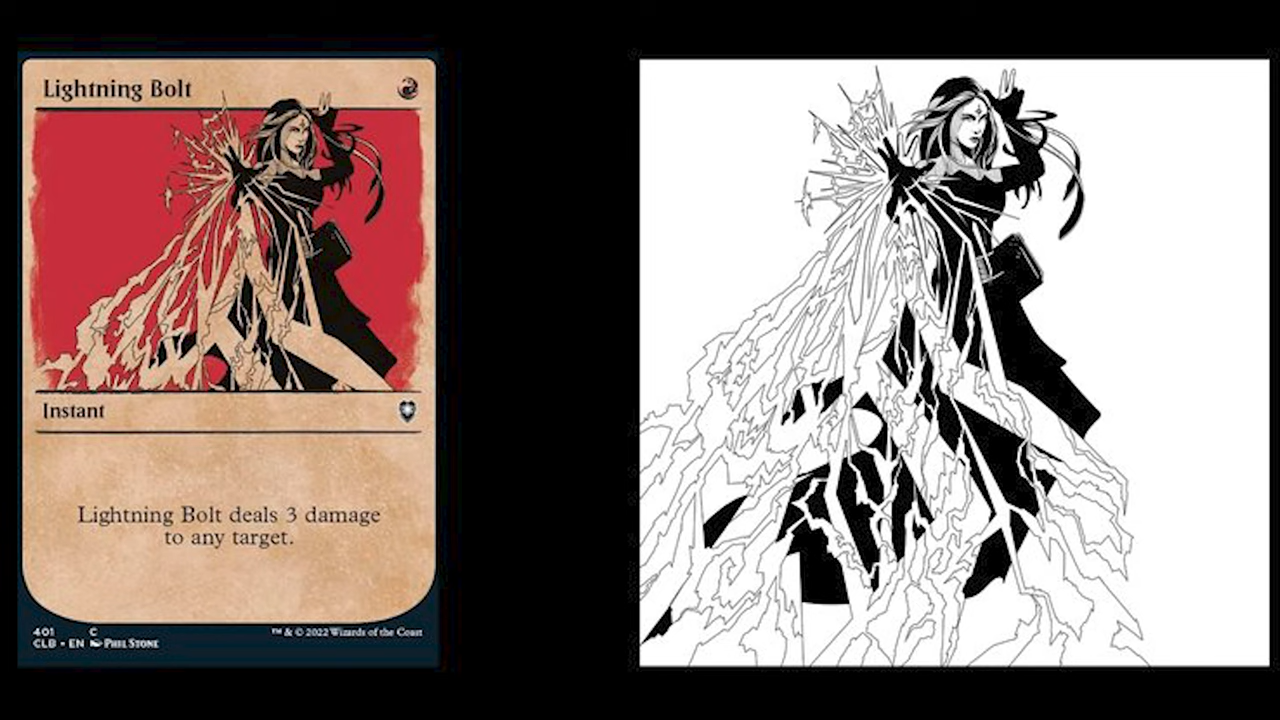 Lightning Bolt
Instant
Lightning Bolt deals 3 damage
to any target.
401 C
CLB • EN PHIL STONE
™ & © 2022 Wizards of the Coast